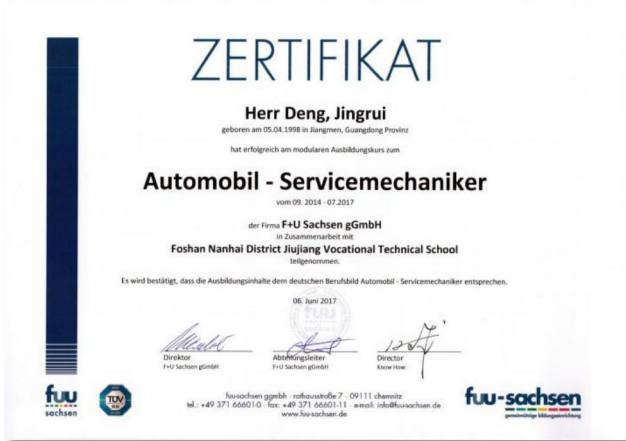 ZERTIFIKAT
Herr Deng, Jingrui
geboren am 05.04.1998 in Jiangmen, Guangdong Provinz
hat erfolgreich am modularen Ausbildungskurs zum
Automobil - Servicemechaniker
vom 09. 2014 - 07.2017
der Firma F+U Sachsen gGmbH
in Zusammenarbeit mit
Foshan Nanhai District Jiujiang Vocational Technical School
teilgenommen.
Es wird bestätigt, dass die Ausbildungsinhalte dem deutschen Berufsbild Automobil - Servicemechaniker entsprechen.
06. Juni 2017
fuu
sachsen
Direktor
F+U Sachsen gGmbH
Abteilungsleiter
F+U Sachsen gGmbH
Director
Know How
fuu
sachsen
TÜV
fuu-sachsen ggmbh · rathausstraße 7 · 09111 chemnitz
tel.: +49 371 66601-0 · fax: +49 371 66601-11 · e-mail: info@fuu-sachsen.de
www.fuu-sachsen.de
fuu-sachsen
gemeinnützige bildungseinrichtung